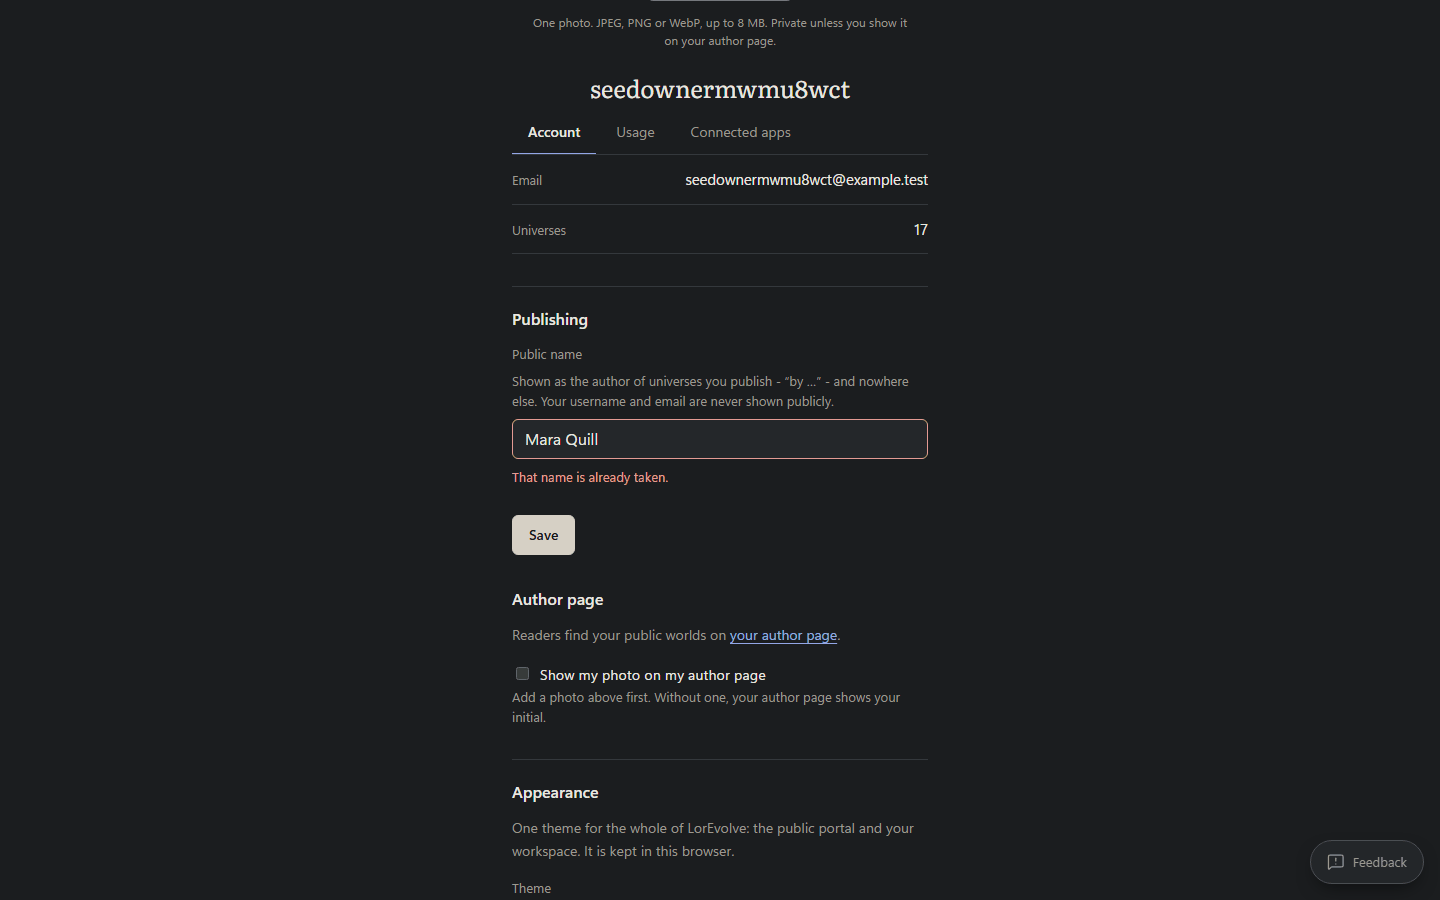 One photo. JPEG, PNG or WebP, up to 8 MB. Private unless you show it
on your author page.
seedownermwmu8wct
Account
Usage
Connected apps
Email
seedownermwmu8wct@example.test
Universes
17
Publishing
Public name
Shown as the author of universes you publish - “by ...” - and nowhere
else. Your username and email are never shown publicly.
Mara Quill
That name is already taken.
Save
Author page
Readers find your public worlds on your author page.
Show my photo on my author page
Add a photo above first. Without one, your author page shows your
initial.
Appearance
One theme for the whole of LorEvolve: the public portal and your
workspace. It is kept in this browser.
Theme
Feedback